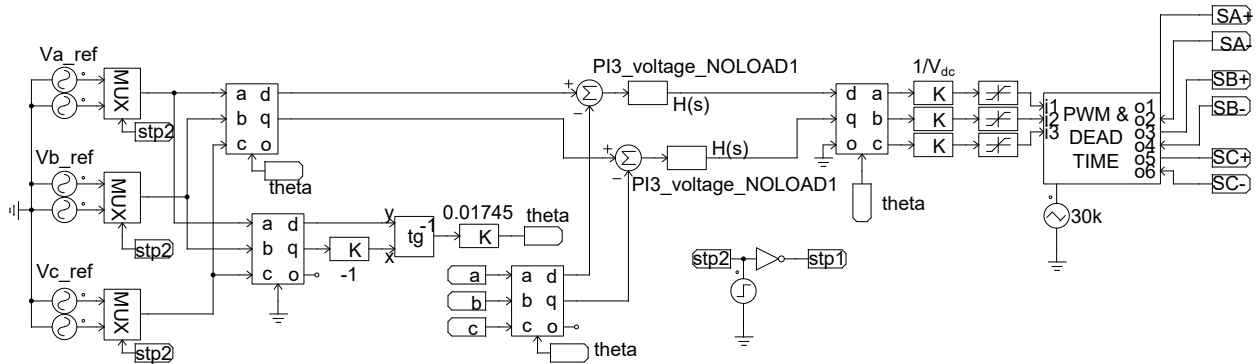 Va_ref
MUX
stp2
Vb_ref
MUX
stp2
Vc_ref
MUX
stp2
a d
b q
c o
theta
a d
b q
c o
K
-1
y
x
tg-1
0.01745
K
theta
a
b
c
a d
b q
c o
theta
+
Σ
−
PI3_voltage_NOLOAD1
H(s)
+
Σ
−
H(s)
PI3_voltage_NOLOAD1
d a
q b
o c
theta
1/Vdc
K
K
K
stp2
stp1
i1
i2
i3
PWM &
DEAD
TIME
o1
o2
o3
o4
o5
o6
30k
SA+
SA-
SB+
SB-
SC+
SC-